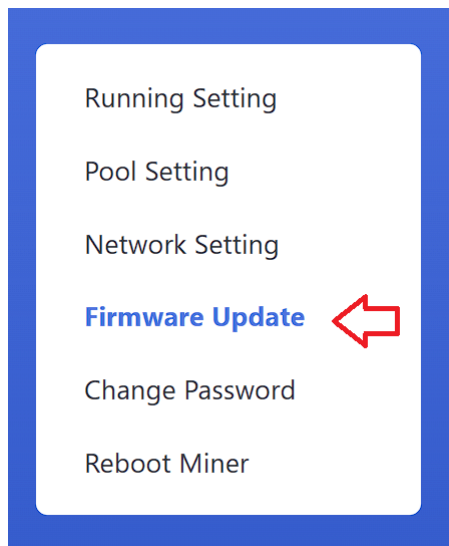 Running Setting
Pool Setting
Network Setting
Firmware Update
Change Password
Reboot Miner